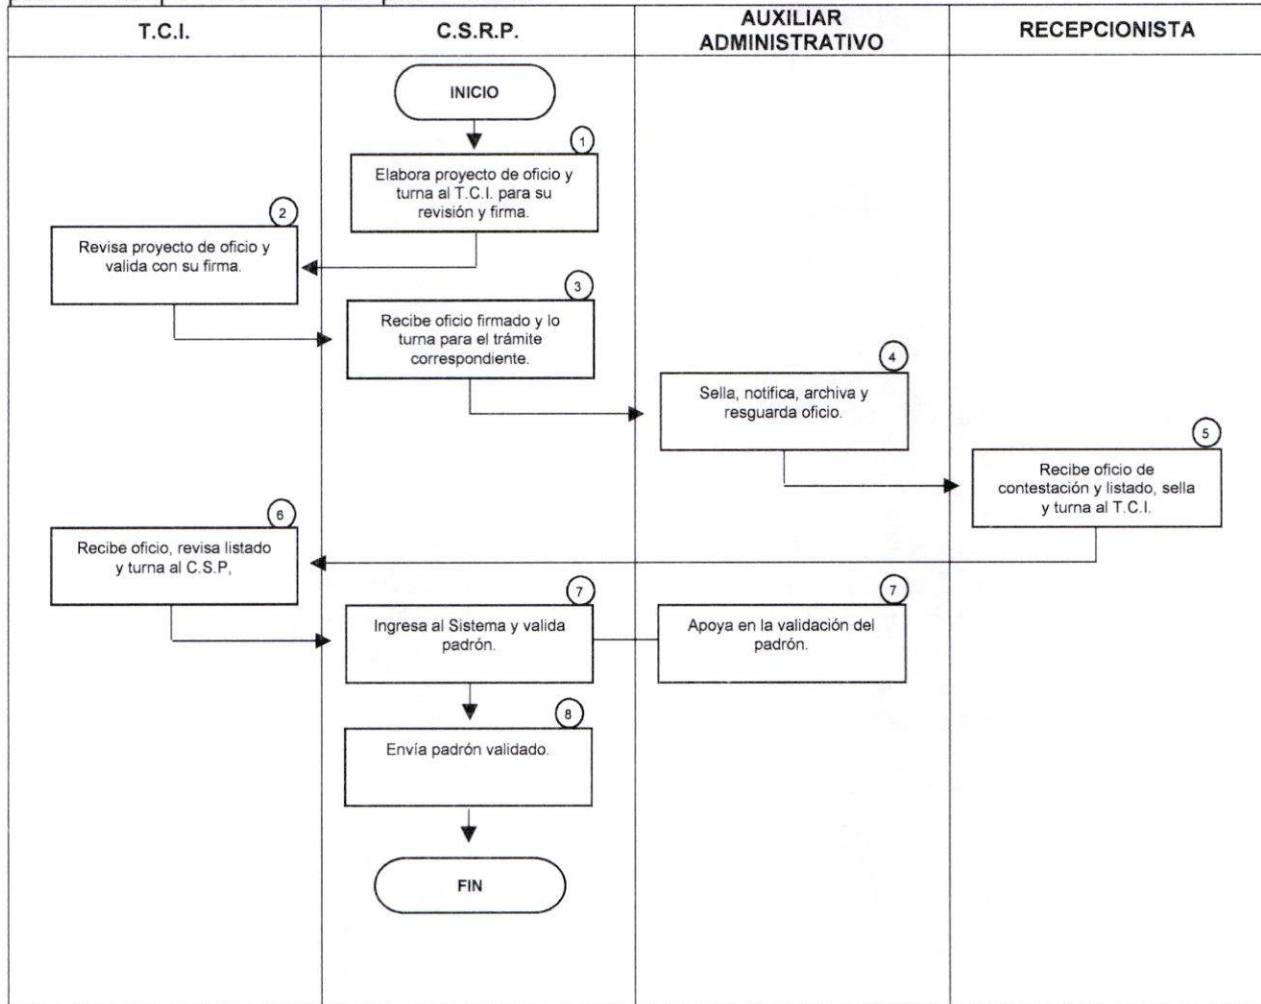 T.C.I.
C.S.R.P.
AUXILIAR
ADMINISTRATIVO
RECEPCIONISTA
INICIO
1
Elabora proyecto de oficio y
turna al T.C.I. para su
revisión y firma.
2
Revisa proyecto de oficio y
valida con su firma.
3
Recibe oficio firmado y lo
turna para el trámite
correspondiente.
4
Sella, notifica, archiva y
resguarda oficio.
5
Recibe oficio de
contestación y listado, sella
y turna al T.C.I.
6
Recibe oficio, revisa listado
y turna al C.S.P,
7
Ingresa al Sistema y valida
padrón.
7
Apoya en la validación del
padrón.
8
Envía padrón validado.
FIN